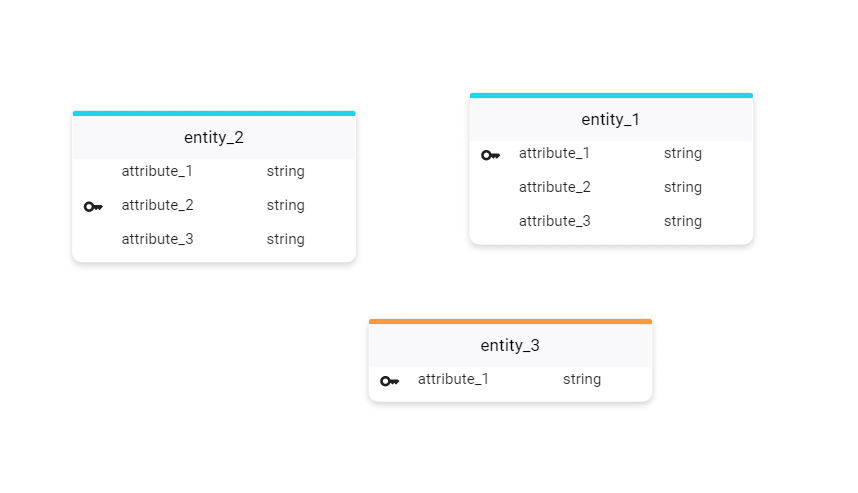 entity_2
attribute_1 string
attribute_2 string
attribute_3 string
entity_1
attribute_1 string
attribute_2 string
attribute_3 string
entity_3
attribute_1 string